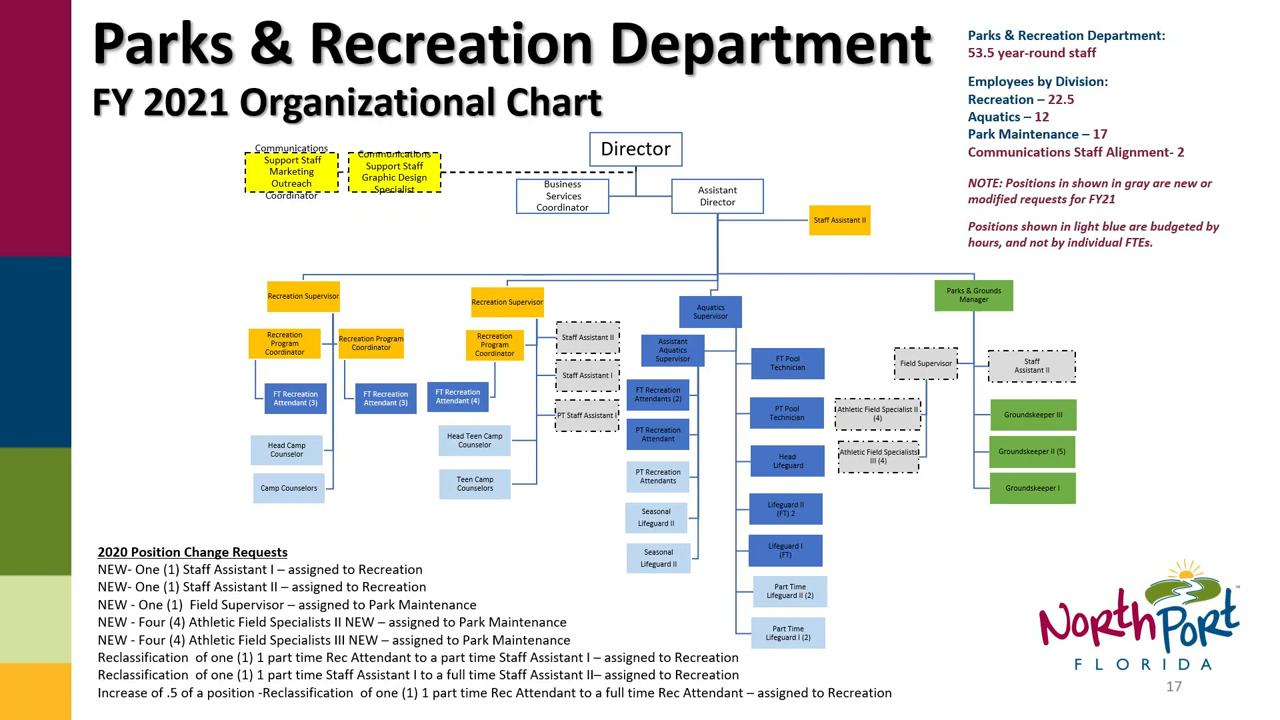 Parks & Recreation Department
FY 2021 Organizational Chart
Parks & Recreation Department:
53.5 year-round staff
Employees by Division:
Recreation – 22.5
Aquatics – 12
Park Maintenance – 17
Communications Staff Alignment- 2
NOTE: Positions in shown in gray are new or
modified requests for FY21
Positions shown in light blue are budgeted by
hours, and not by individual FTEs.
Communications
Support Staff
Marketing
Outreach
Coordinator
Communications
Support Staff
Graphic Design
Specialist
Director
Business
Services
Coordinator
Assistant
Director
Staff Assistant II
Recreation Supervisor
Recreation
Program
Coordinator
Recreation Program
Coordinator
FT Recreation
Attendant (3)
FT Recreation
Attendant (3)
Head Camp
Counselor
Camp Counselors
Recreation Supervisor
Recreation
Program
Coordinator
FT Recreation
Attendant (4)
Staff Assistant II
Staff Assistant I
PT Staff Assistant I
Head Teen Camp
Counselor
Teen Camp
Counselors
Aquatics
Supervisor
Assistant
Aquatics
Supervisor
FT Recreation
Attendants (2)
PT Recreation
Attendant
PT Recreation
Attendants
Seasonal
Lifeguard II
Seasonal
Lifeguard II
FT Pool
Technician
PT Pool
Technician
Head
Lifeguard
Lifeguard II
(FT) 2
Lifeguard I
(FT)
Part Time
Lifeguard II (2)
Part Time
Lifeguard I (2)
Parks & Grounds
Manager
Field Supervisor
Staff
Assistant II
Athletic Field Specialist II
(4)
Athletic Field Specialists
III (4)
Groundskeeper III
Groundskeeper II (5)
Groundskeeper I
2020 Position Change Requests
NEW- One (1) Staff Assistant I – assigned to Recreation
NEW- One (1) Staff Assistant II – assigned to Recreation
NEW - One (1)  Field Supervisor – assigned to Park Maintenance
NEW - Four (4) Athletic Field Specialists II NEW – assigned to Park Maintenance
NEW - Four (4) Athletic Field Specialists III NEW – assigned to Park Maintenance
Reclassification  of one (1) 1 part time Rec Attendant to a part time Staff Assistant I – assigned to Recreation
Reclassification  of one (1) 1 part time Staff Assistant I to a full time Staff Assistant II– assigned to Recreation
Increase of .5 of a position -Reclassification  of one (1) 1 part time Rec Attendant to a full time Rec Attendant – assigned to Recreation
North Port
FLORIDA
17